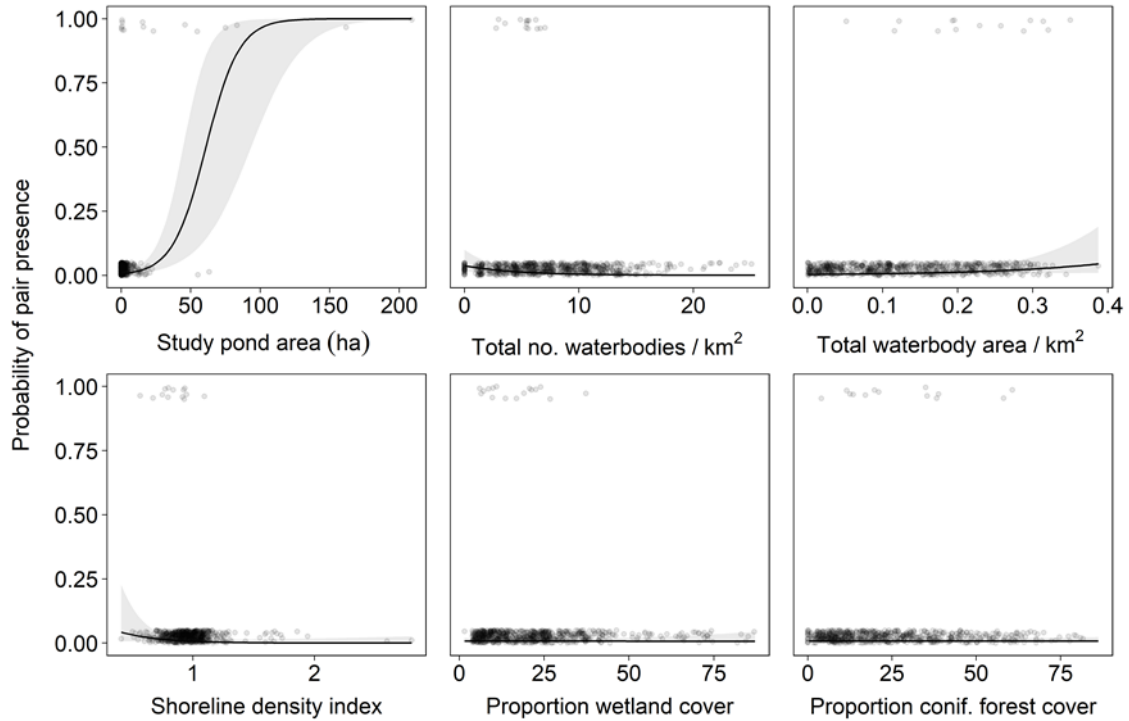 Probability of pair presence
1.00
0.75
0.50
0.25
0.00
0 50 100 150 200
0 10 20
0.0 0.1 0.2 0.3 0.4
Study pond area (ha)
Total no. waterbodies / km²
Total waterbody area / km²
1.00
0.75
0.50
0.25
0.00
1 2
0 25 50 75
0 25 50 75
Shoreline density index
Proportion wetland cover
Proportion conif. forest cover